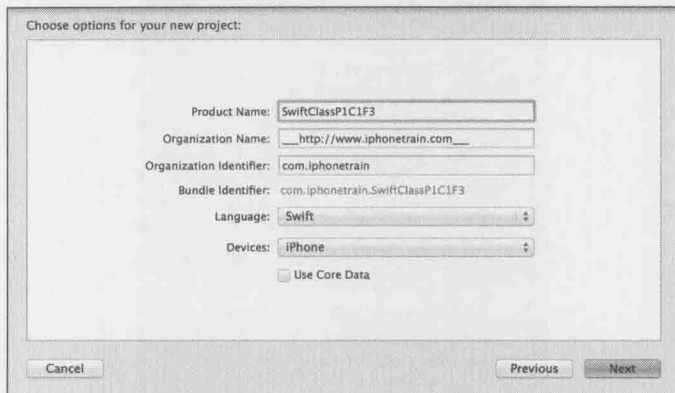 Choose options for your new project:
Product Name: SwiftClassP1C1F3
Organization Name: __http://www.iphonetrain.com__
Organization Identifier: com.iphonetrain
Bundle Identifier: com.iphonetrain.SwiftClassP1C1F3
Language: Swift
Devices: iPhone
Use Core Data
Cancel Previous Next